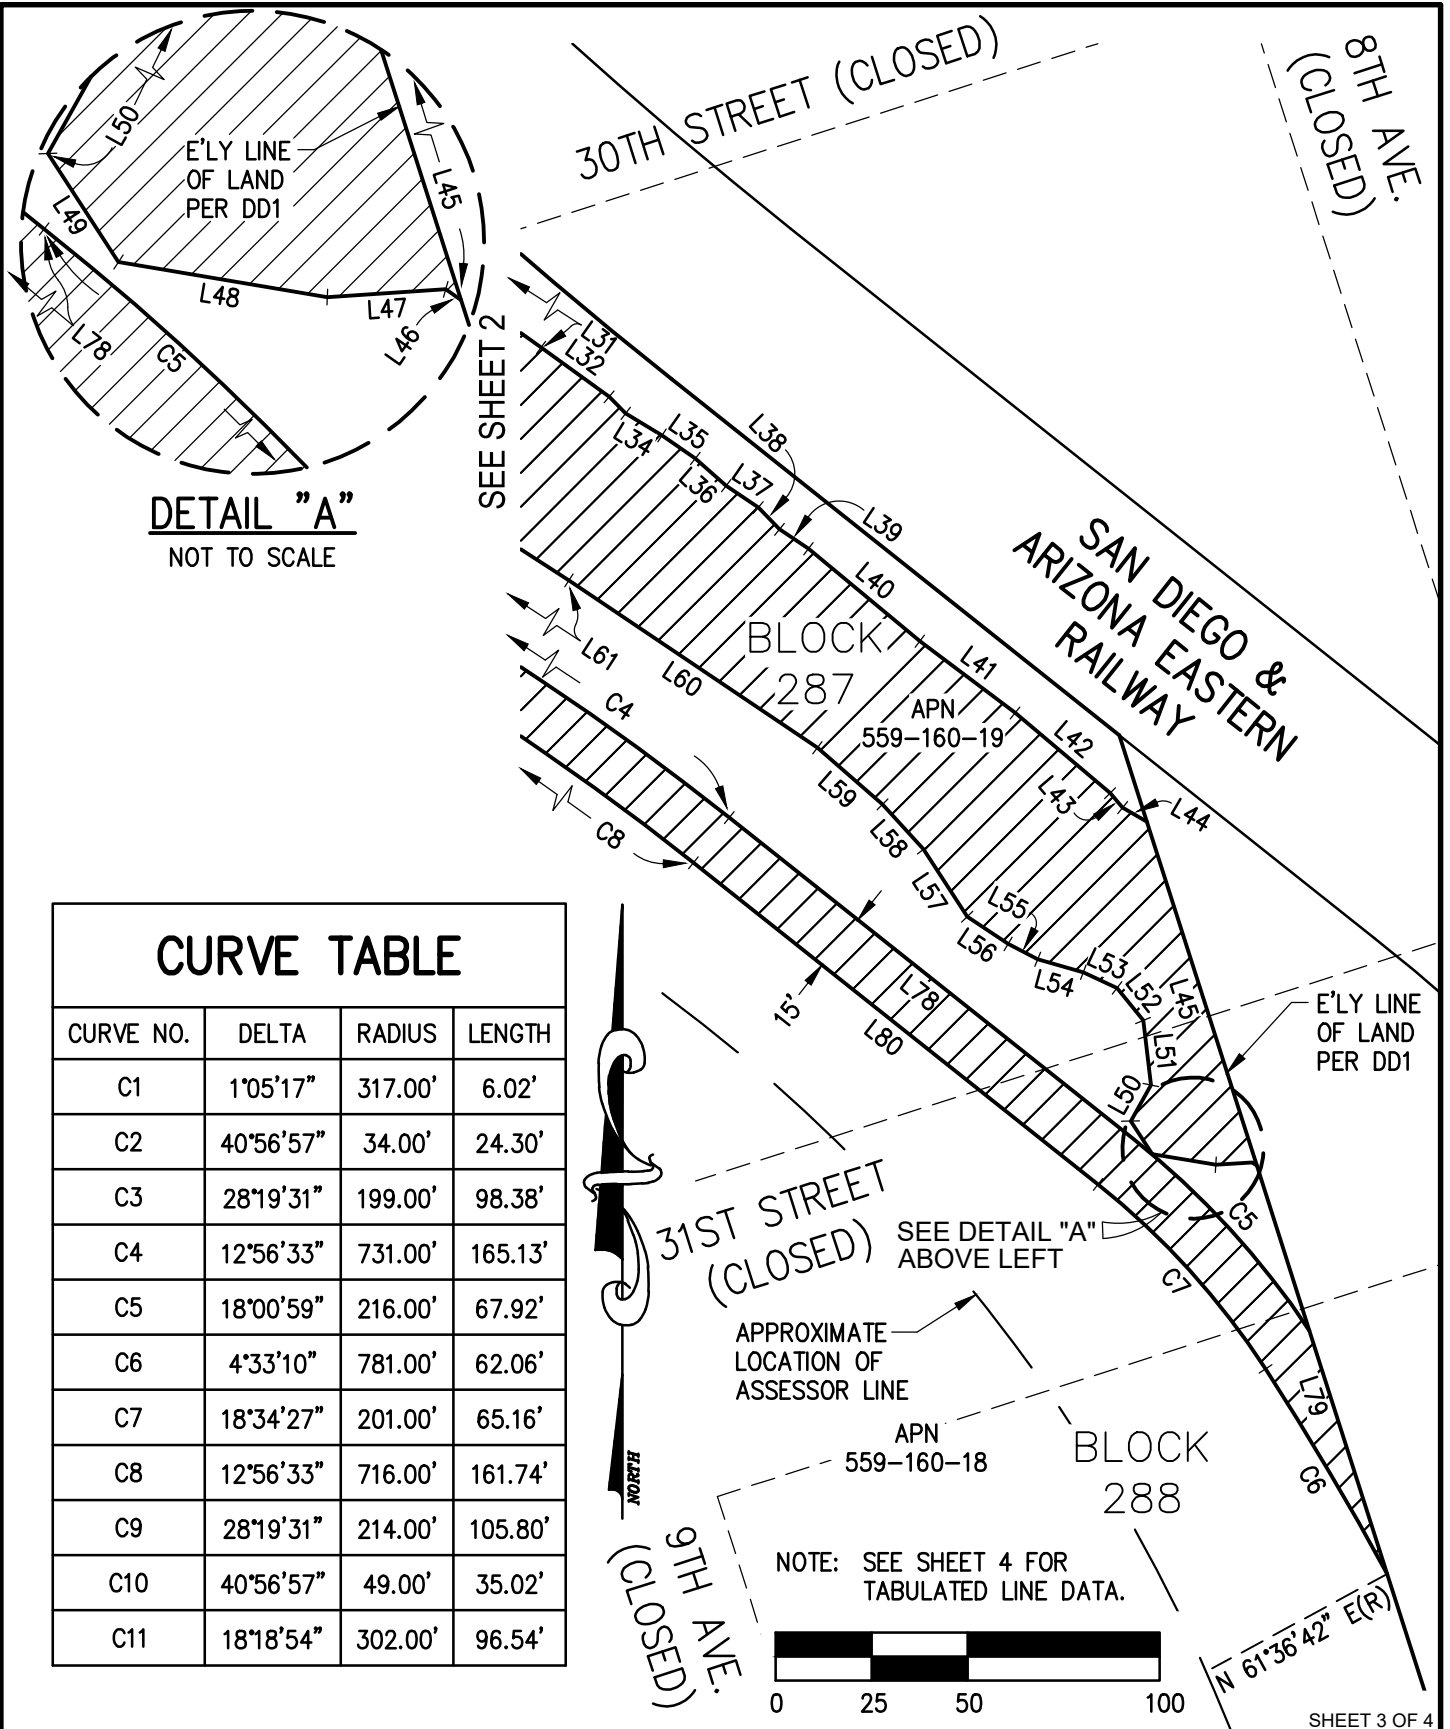 30TH STREET (CLOSED)
8TH AVE.
(CLOSED)
L50
E'LY LINE
OF LAND
PER DD1
L45
L49
L48
L47
L46
L78
C5
DETAIL "A"
NOT TO SCALE
SEE SHEET 2
L31
L32
L34
L35
L36
L37
L38
L39
L40
L41
L42
L43
L44
SAN DIEGO &
ARIZONA EASTERN
RAILWAY
BLOCK
287
APN
559-160-19
L61
L60
C4
C8
L59
L58
L57
L56
L55
L54
L53
L52
L45
L51
L50
E'LY LINE
OF LAND
PER DD1
L78
15'
L80
C5
C7
L79
C6
31ST STREET
(CLOSED)
SEE DETAIL "A"
ABOVE LEFT
APPROXIMATE
LOCATION OF
ASSESSOR LINE
APN
559-160-18
BLOCK
288
CURVE TABLE
CURVE NO. DELTA RADIUS LENGTH
C1 1°05'17" 317.00' 6.02'
C2 40°56'57" 34.00' 24.30'
C3 28°19'31" 199.00' 98.38'
C4 12°56'33" 731.00' 165.13'
C5 18°00'59" 216.00' 67.92'
C6 4°33'10" 781.00' 62.06'
C7 18°34'27" 201.00' 65.16'
C8 12°56'33" 716.00' 161.74'
C9 28°19'31" 214.00' 105.80'
C10 40°56'57" 49.00' 35.02'
C11 18°18'54" 302.00' 96.54'
NORTH
9TH AVE.
(CLOSED)
NOTE: SEE SHEET 4 FOR
TABULATED LINE DATA.
0 25 50 100
N 61°36'42" E(R)
SHEET 3 OF 4